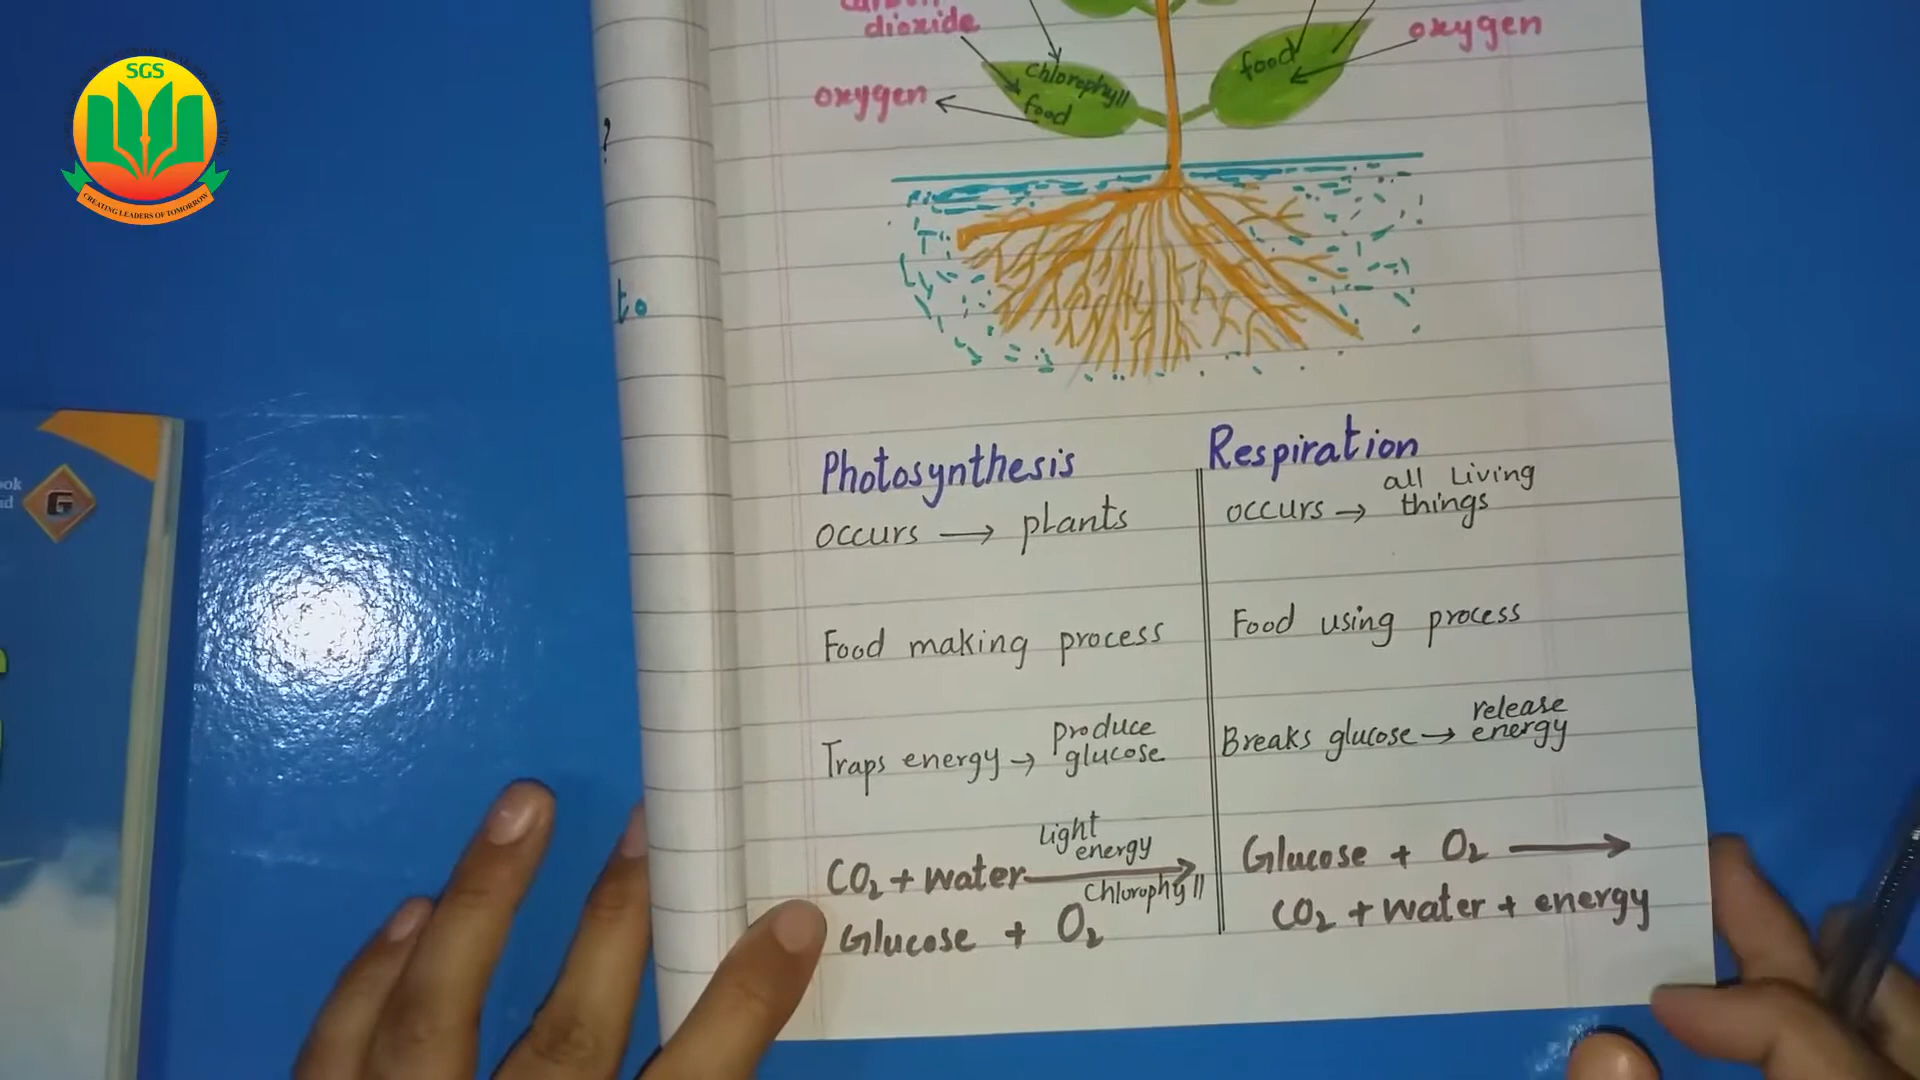 SGS
CREATING LEADERS OF TOMORROW
dioxide
chlorophyll
food
oxygen
food
oxygen
?
to
G
Photosynthesis
occurs → plants
Food making process
Traps energy → produce glucose
CO₂ + water
Light energy
Chlorophyll
Glucose + O₂
Respiration
occurs → all Living things
Food using process
Breaks glucose → release energy
Glucose + O₂ →
CO₂ + water + energy